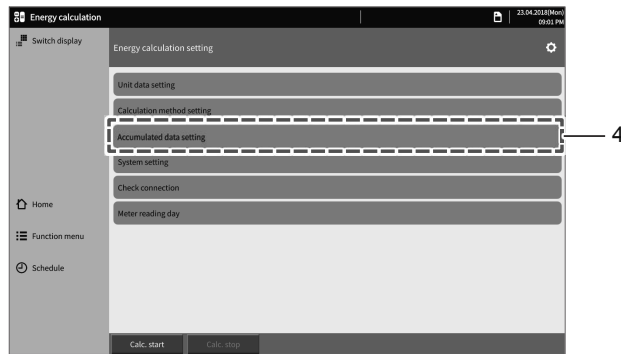 Energy calculation
23.04.2018(Mon)
09:01 PM
Switch display
Energy calculation setting
Unit data setting
Calculation method setting
Accumulated data setting
4
System setting
Check connection
Meter reading day
Home
Function menu
Schedule
Calc. start
Calc. stop